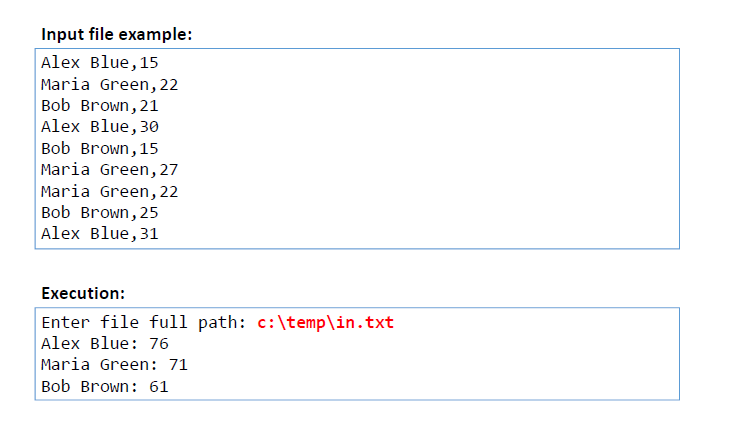 Input file example:
Alex Blue,15
Maria Green,22
Bob Brown,21
Alex Blue,30
Bob Brown,15
Maria Green,27
Maria Green,22
Bob Brown,25
Alex Blue,31
Execution:
Enter file full path: c:\temp\in.txt
Alex Blue: 76
Maria Green: 71
Bob Brown: 61